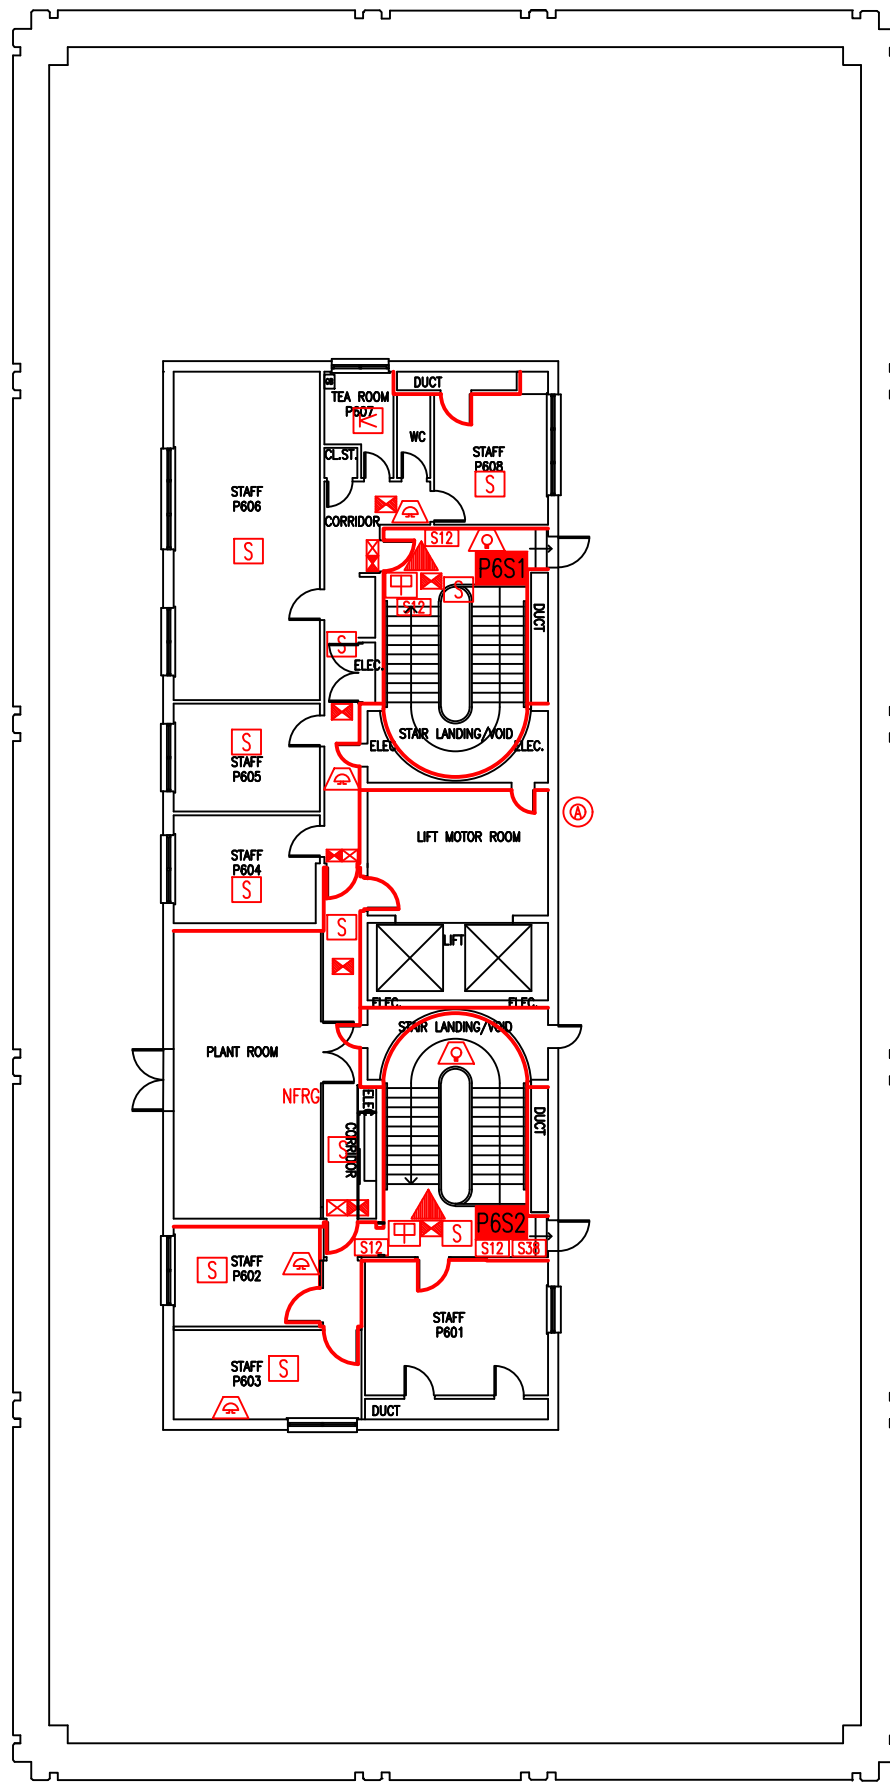 DUCT
TEA ROOM
P607
WC
STAFF
P608
S
CL.ST.
STAFF
P606
S
CORRIDOR
S12
P6S1
S
S12
DUCT
S
ELEC.
STAIR LANDING/VOID
ELEC.
ELEC.
S
STAFF
P605
A
LIFT MOTOR ROOM
STAFF
P604
S
S
LIFT
ELEC.
ELEC.
STAIR LANDING/VOID
PLANT ROOM
NFRG
ELEC.
DUCT
CORRIDOR
S
P6S2
S
S12
S12
S38
STAFF
P602
S
STAFF
P601
STAFF
P603
S
DUCT